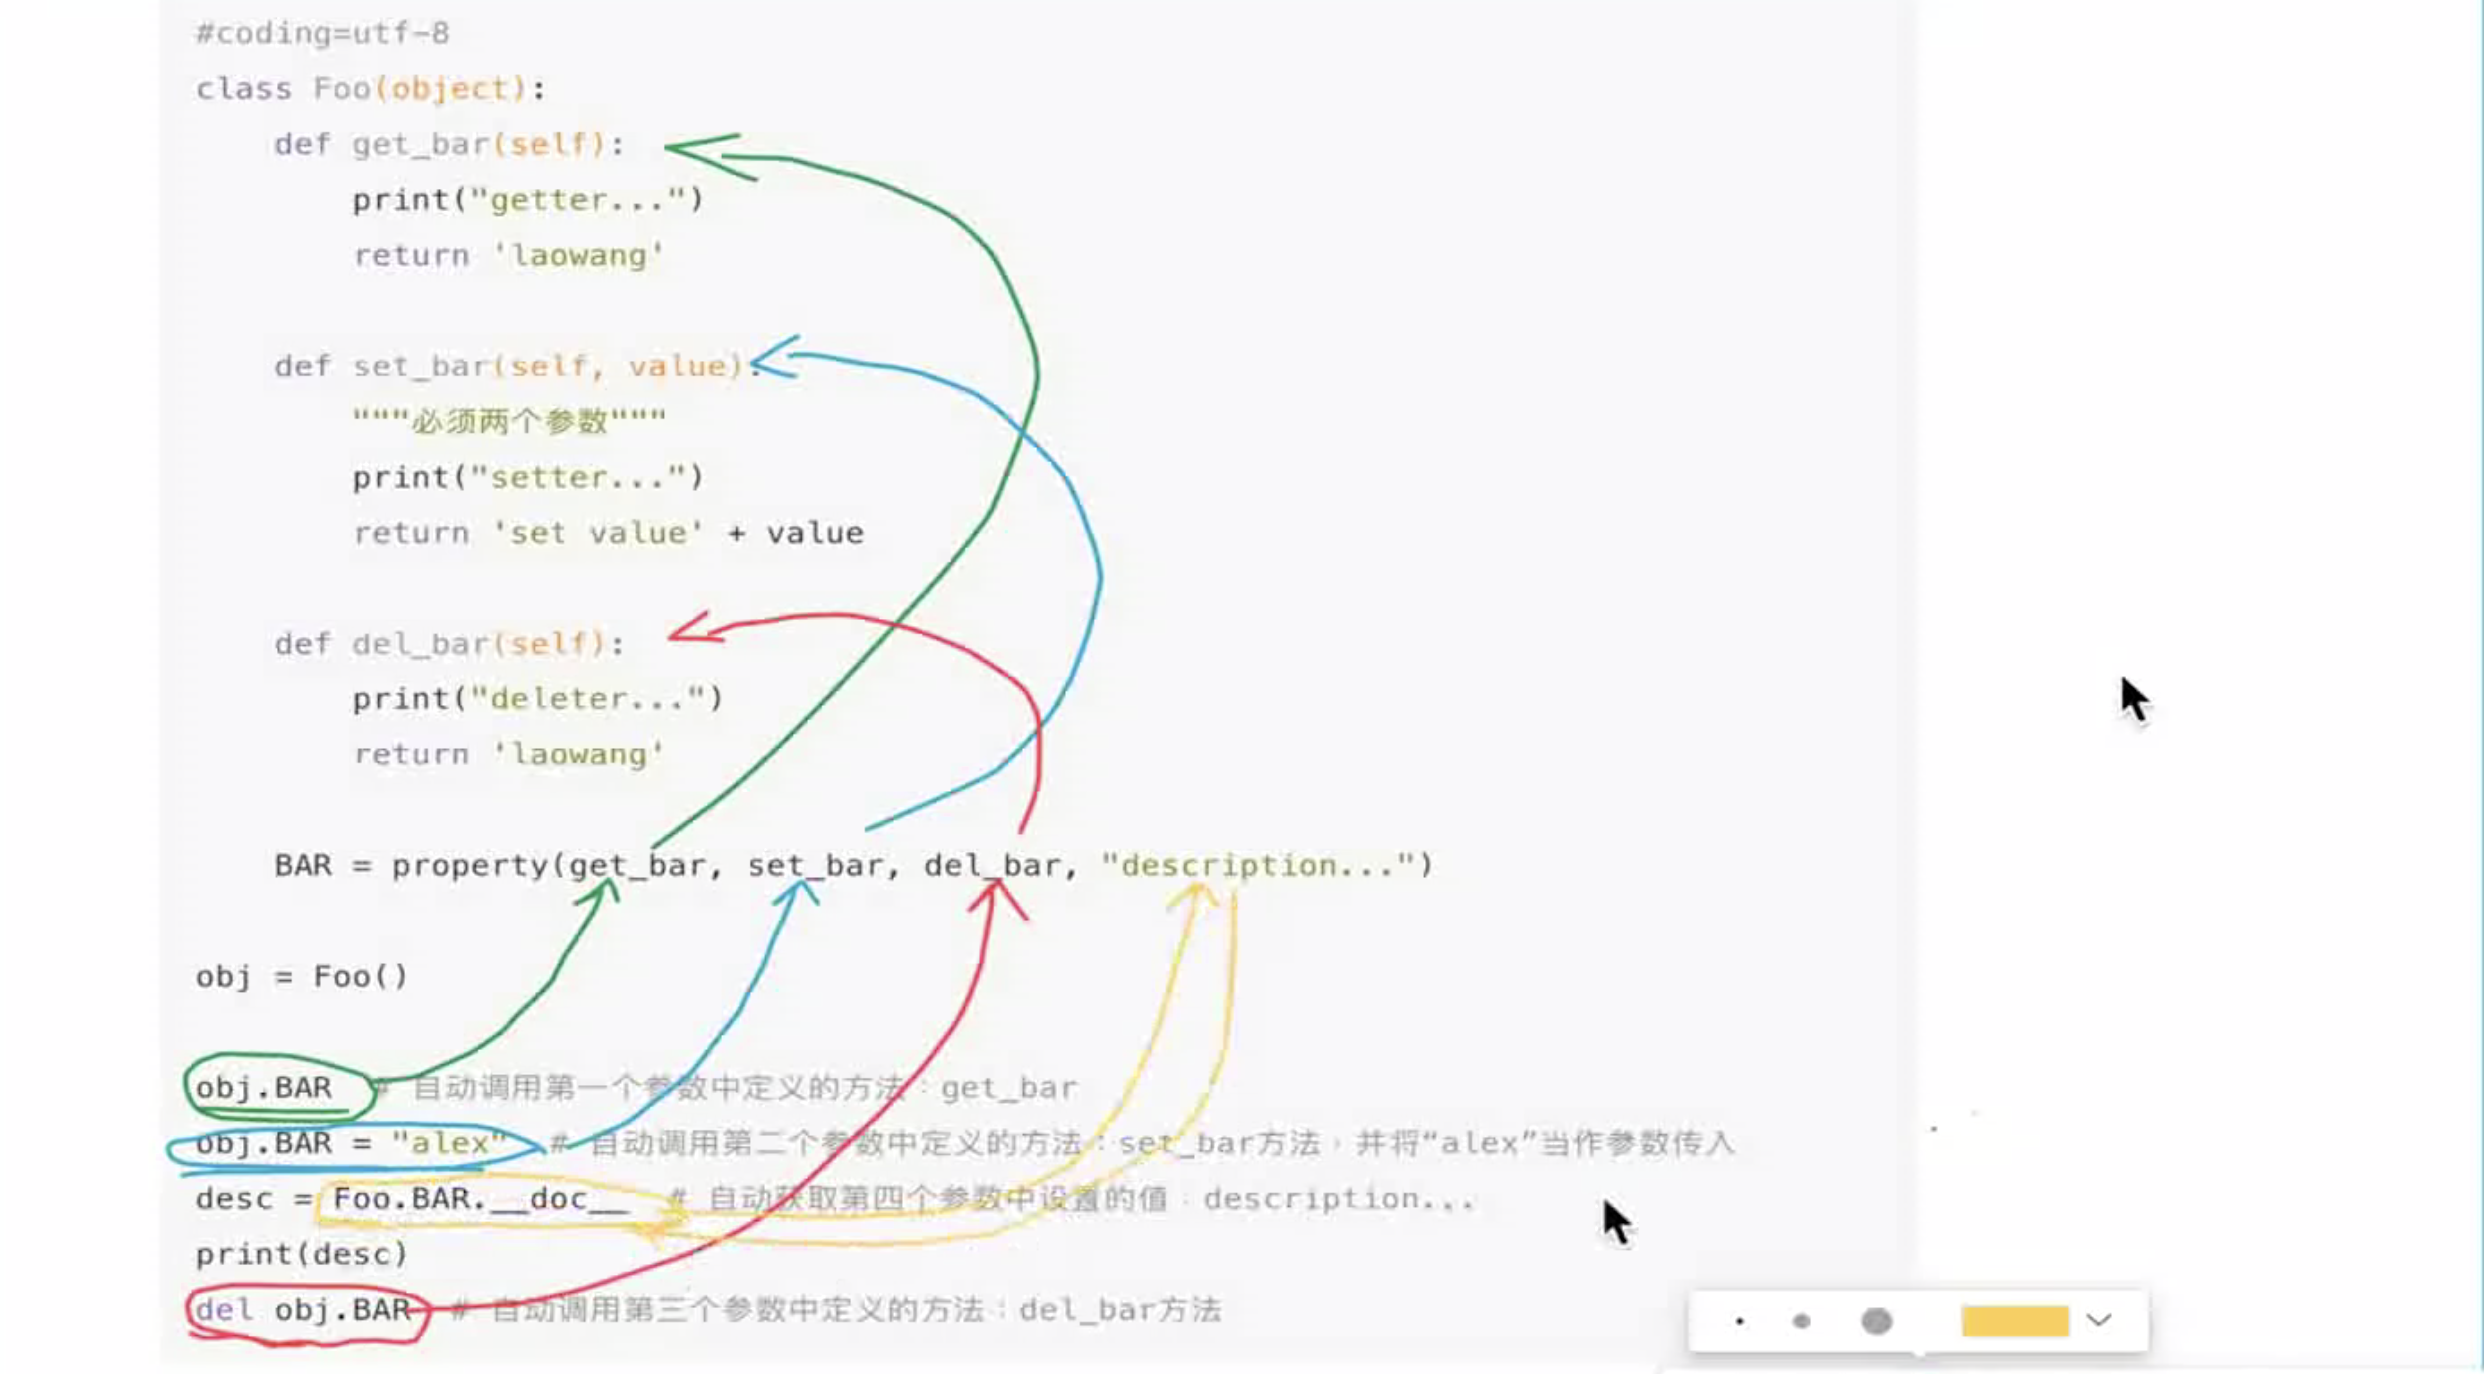 #coding=utf-8
class Foo(object):
    def get_bar(self):
        print("getter...")
        return 'laowang'
    def set_bar(self, value):
        """必须两个参数"""
        print("setter...")
        return 'set value' + value
    def del_bar(self):
        print("deleter...")
        return 'laowang'
    BAR = property(get_bar, set_bar, del_bar, "description...")
obj = Foo()
obj.BAR  # 自动调用第一个参数中定义的方法：get_bar
obj.BAR = "alex"  # 自动调用第二个参数中定义的方法：set_bar方法，并将“alex”当作参数传入
desc = Foo.BAR.__doc__  # 自动获取第四个参数中设置的值：description...
print(desc)
del obj.BAR  # 自动调用第三个参数中定义的方法：del_bar方法